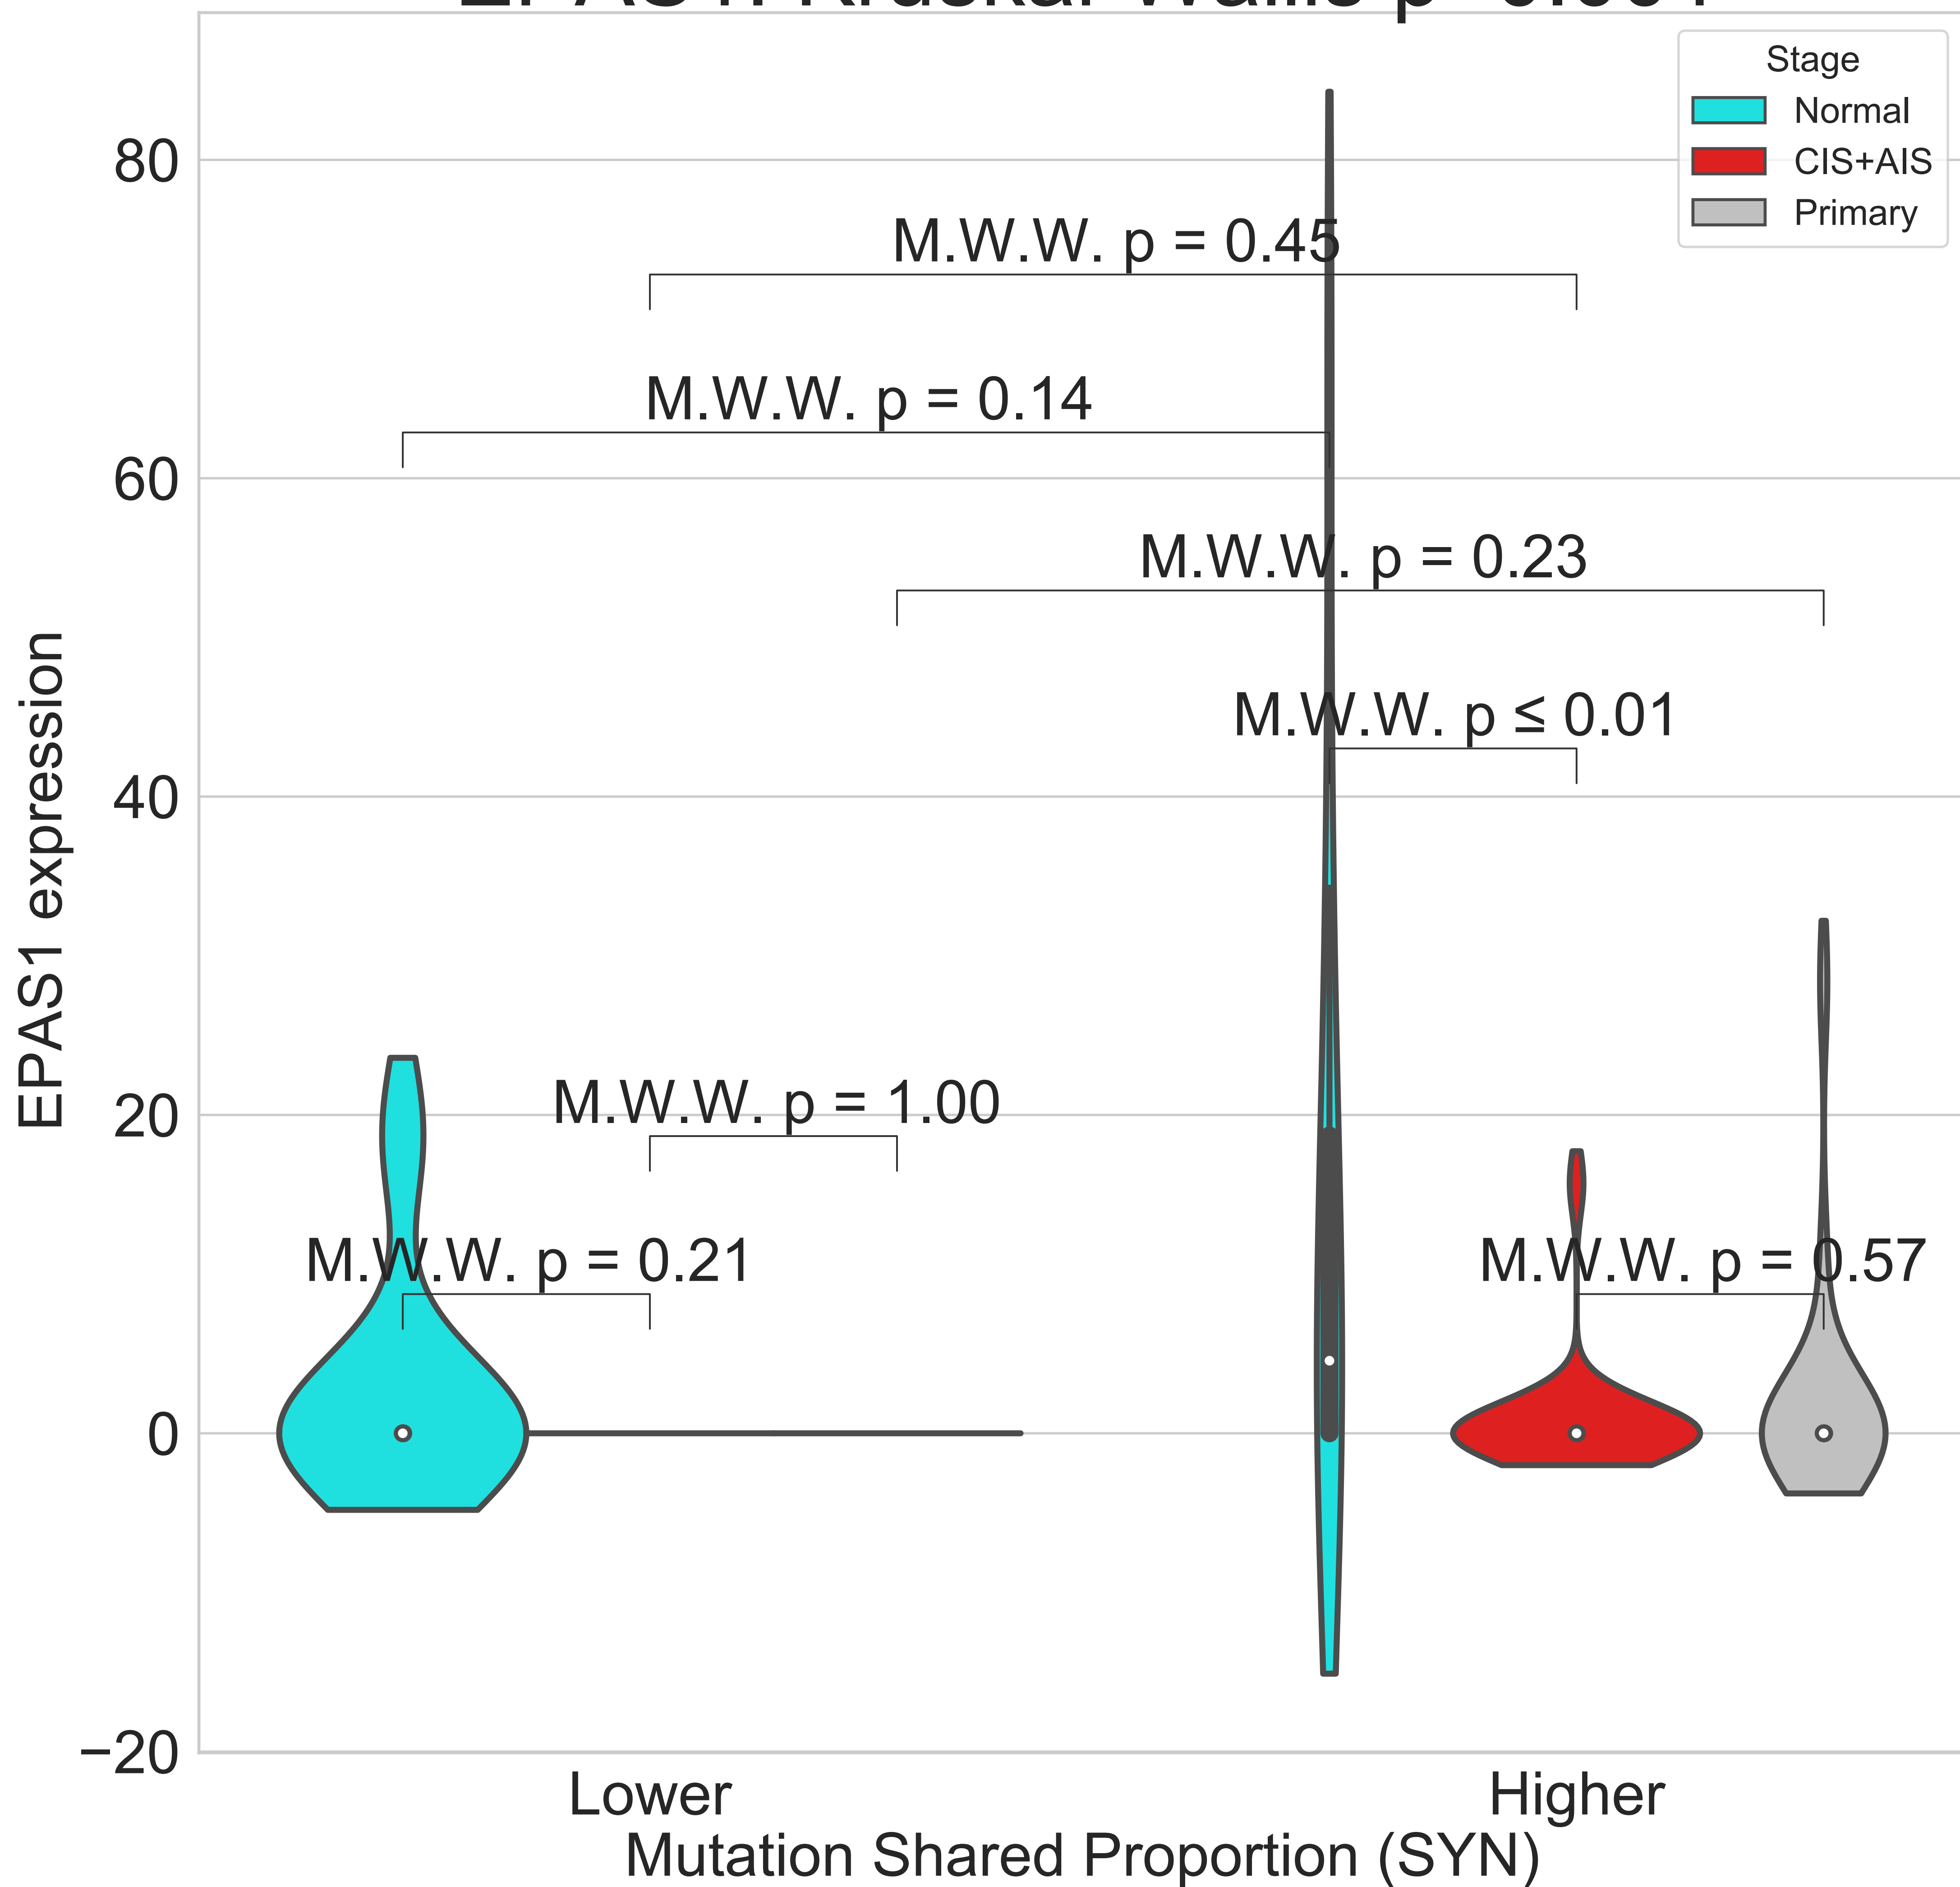 Stage
Normal
CIS+AIS
Primary
80
60
40
20
0
−20
EPAS1 expression
M.W.W. p = 0.45
M.W.W. p = 0.14
M.W.W. p = 0.23
M.W.W. p ≤ 0.01
M.W.W. p = 1.00
M.W.W. p = 0.21
M.W.W. p = 0.57
Lower
Higher
Mutation Shared Proportion (SYN)